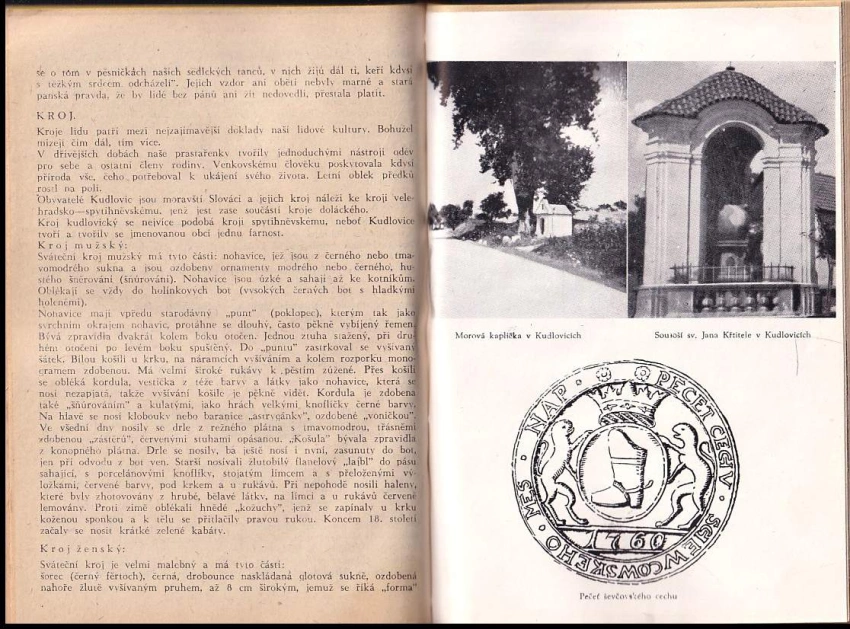 se o tom v pěsničkách našich sedlckých tanců, v nich žijú dál ti, keří kdysi
s těžkým srdcem odcházeli". Jejich vzdor ani oběti nebyly marné a stará
panská pravda, že by lidé bez pánů ani žít nedovedli, přestala platit.
KROJ.
Kroje lidu patří mezi nejzajímavější doklady naší lidové kultury. Bohužel
mizejí čím dál, tím více.
V dřívějších dobách naše prastařenky tvořily jednoduchými nástroji oděv
pro sebe a ostatní členy rodiny. Venkovskému člověku poskytovala kdysi
příroda vše, čeho potřeboval k ukájení svého života. Letní oblek předků
rostl na poli.
Obyvatelé Kudlovic jsou moravští Slováci a jejich kroj náleží ke kroji vele-
hradsko—spytihněvskému, jenž jest zase součástí kroje doláckého.
Kroj kudlovický se nejvíce podobá kroji spytihněvskému, neboť Kudlovice
tvoří a tvořily se jmenovanou obcí jednu farnost.
Kroj mužský:
Sváteční kroj mužský má tyto části: nohavice, jež jsou z černého nebo tma-
vomodrého sukna a jsou ozdobeny ornamenty modrého nebo černého, hu-
stého šněrování (šňůrování). Nohavice jsou úzké a sahají až ke kotníkům.
Oblékají se vždy do holínkových bot (vysokých černých bot s hladkými
holeněmi).
Nohavice mají vpředu starodávný „punt" (poklopec), kterým tak jako
svrchním okrajem nohavic, protáhne se dlouhý, často pěkně vybíjený řemen.
Bývá zpravidla dvakrát kolem boku otočen. Jednou ztuha stažený, při dru-
hém otočení po levém boku spuštěný. Do „puntu" zastrkoval se vyšívaný
šátek. Bílou košili u krku, na náramcích vyšíváním a kolem rozporku mono-
gramem zdobenou. Má velmi široké rukávy k pěstím zúžené. Přes košili
se obléká kordula, vestička z téže barvy a látky jako nohavice, která se
nosí nezapjatá, takže vyšívání košile je pěkně vidět. Kordula je zdobena
také „šňůrováním" a kulatými, jako hrách velkými knoflíčky černé barvy.
Na hlavě se nosí klobouky nebo baranice „astrygánky", ozdobené „voničkou".
Ve všední dny nosily se drle z režného plátna s tmavomodrou, třásněmi
zdobenou „zástěrú", červenými stuhami opásanou. „Košula" bývala zpravidla
z konopného plátna. Drle se nosily, bá ještě nosí i nyní, zasunuty do bot,
jen při odvodu z bot ven. Starší nosívali žlutobílý flanelový „lajbl" do pásu
sahající, s porcelánovými knoflíky, stojatým límcem a s přeloženými vý-
ložkami, červené barvy, pod krkem a u rukávů. Při nepohodě nosili haleny,
které byly zhotovovány z hrubé, bělavé látky, na límci a u rukávů červeně
lemovány. Proti zimě oblékali hnědé „kožuchy", jenž se zapínaly u krku
koženou sponkou a k tělu se přitlačily pravou rukou. Koncem 18. století
začaly se nosit krátké zelené kabáty.
Kroj ženský:
Sváteční kroj je velmi malebný a má tyto části:
šorec (černý fěrtoch), černá, drobounce naskládaná glotová sukně, ozdobená
nahoře žlutě vyšívaným pruhem, až 8 cm širokým, jemuž se říká „forma"
Morová kaplička v Kudlovicích
Sousoší sv. Jana Křtitele v Kudlovicích
NAP • PECET CECHV • SSEWCOWSKEHO • MES
1760
Pečeť ševčovského cechu